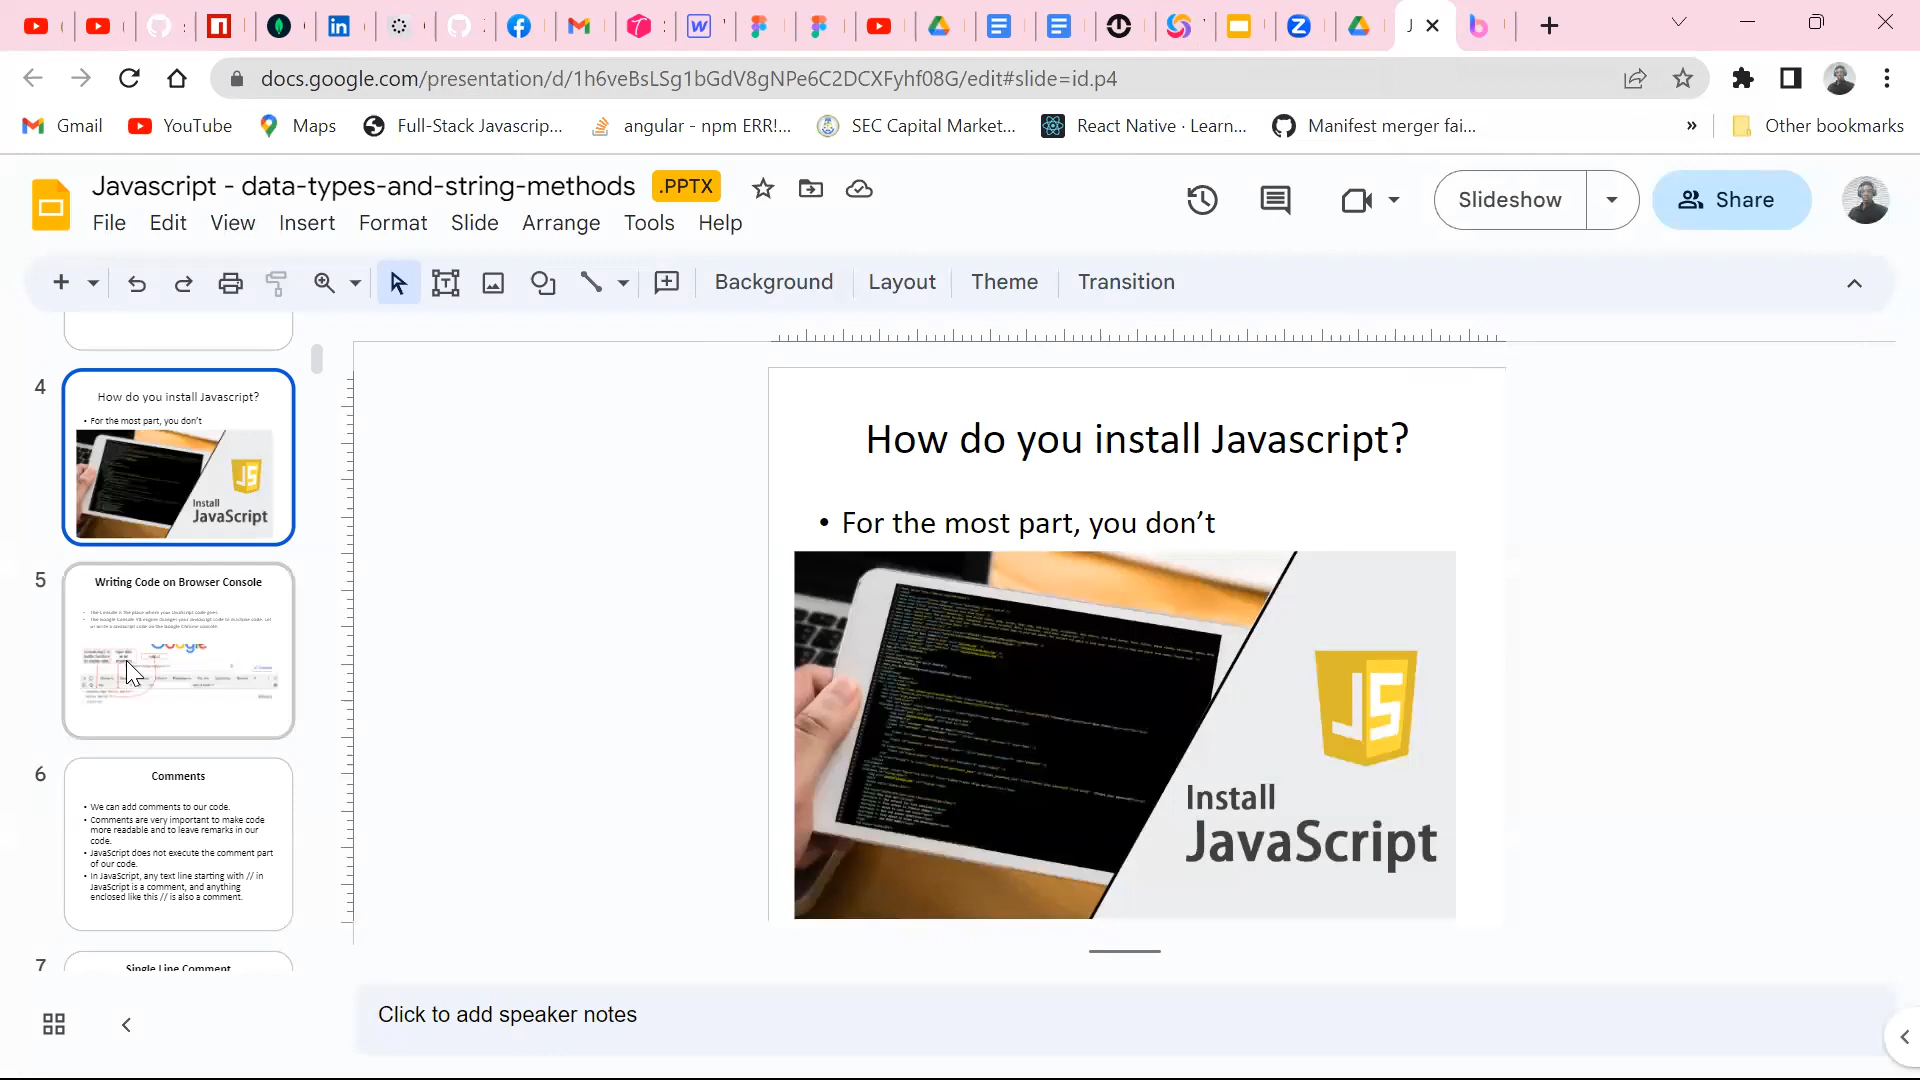 docs.google.com/presentation/d/1h6veBsLSg1bGdV8gNPe6C2DCXFyhf08G/edit#slide=id.p4
Gmail YouTube Maps Full-Stack Javascrip... angular - npm ERR!... SEC Capital Market... React Native · Learn... Manifest merger fai... » Other bookmarks
Javascript - data-types-and-string-methods .PPTX
File Edit View Insert Format Slide Arrange Tools Help
Slideshow Share
Background Layout Theme Transition
4
How do you install Javascript?
• For the most part, you don’t
Install
JavaScript
5
Writing Code on Browser Console
6
Comments
• We can add comments to our code.
• Comments are very important to make code
more readable and to leave remarks in our
code.
• JavaScript does not execute the comment part
of our code.
• In JavaScript, any text line starting with // in
JavaScript is a comment, and anything
enclosed like this // is also a comment.
7
Single Line Comment
How do you install Javascript?
• For the most part, you don’t
JS
Install
JavaScript
Click to add speaker notes